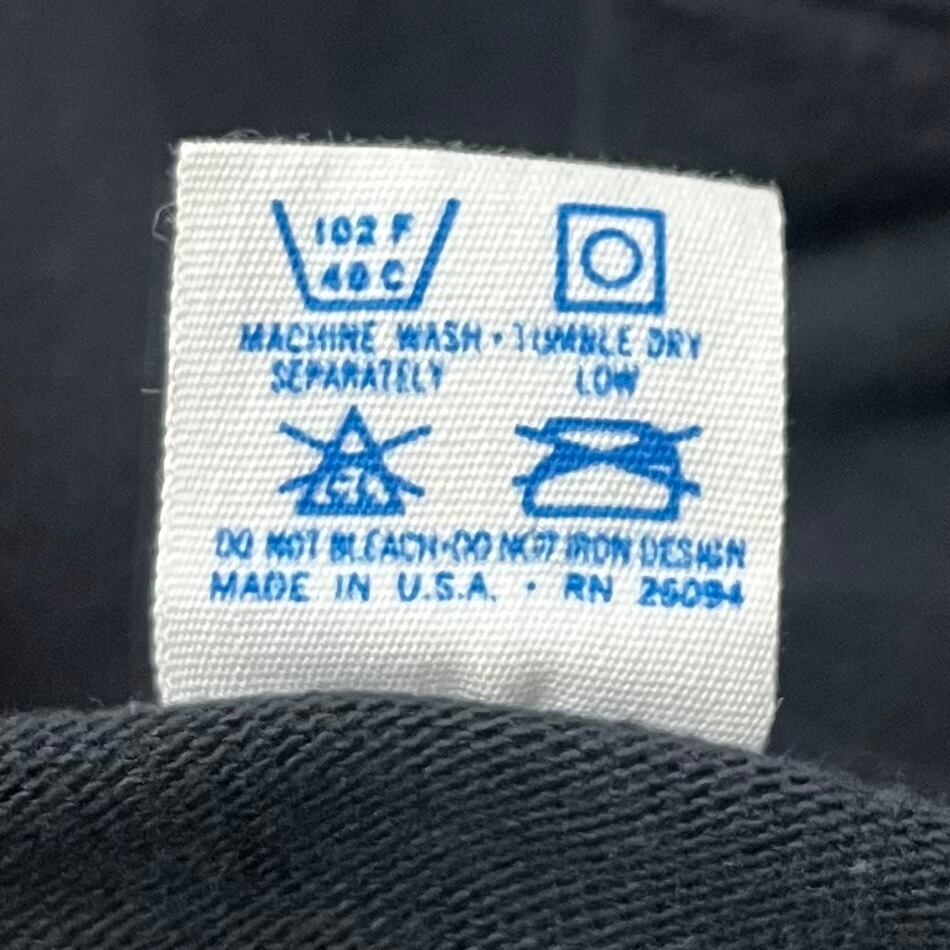 102 F
40 C
MACHINE WASH · TUMBLE DRY
SEPARATELY LOW
CL
DO NOT BLEACH · DO NOT IRON DESIGN
MADE IN U.S.A. · RN 26094